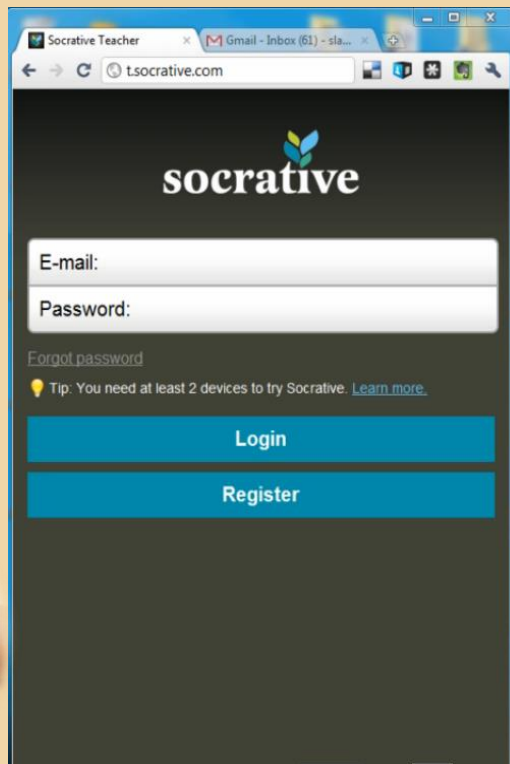 Socrative Teacher
Gmail - Inbox (61) - sla...
t.socrative.com
socrative
E-mail:
Password:
Forgot password
Tip: You need at least 2 devices to try Socrative. Learn more.
Login
Register